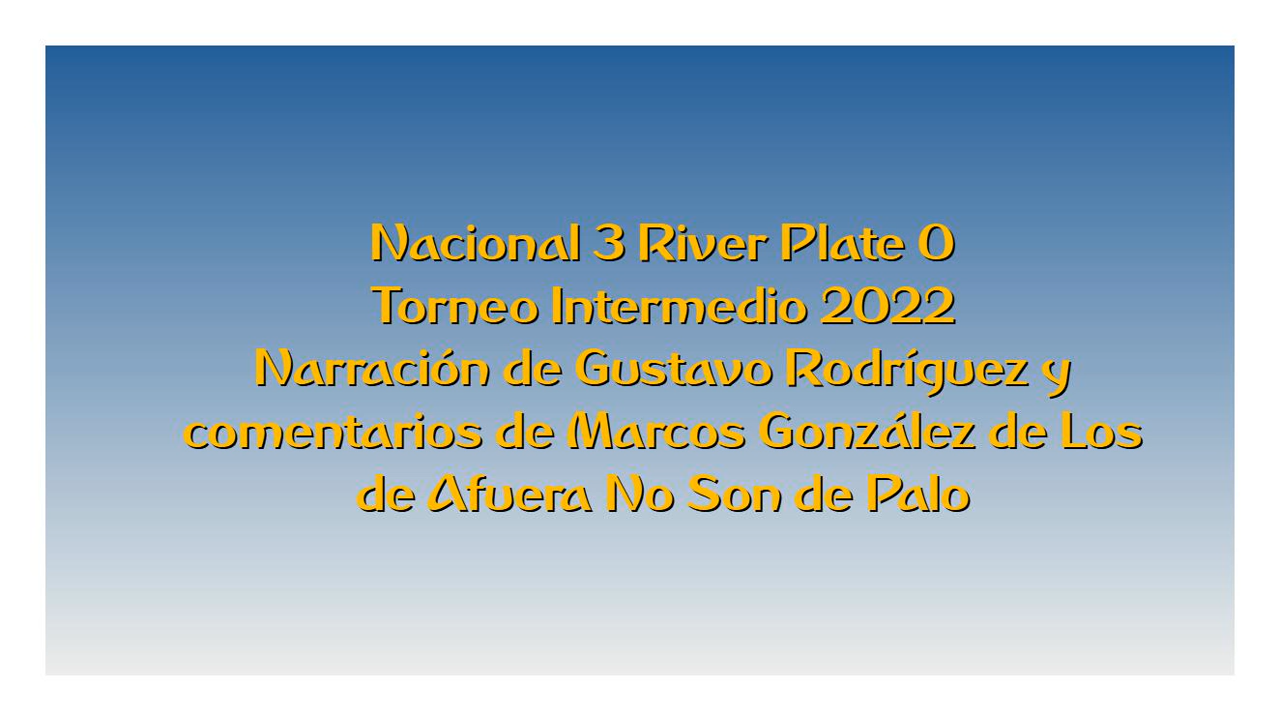 Nacional 3 River Plate 0
Torneo Intermedio 2022
Narración de Gustavo Rodríguez y
comentarios de Marcos González de Los
de Afuera No Son de Palo